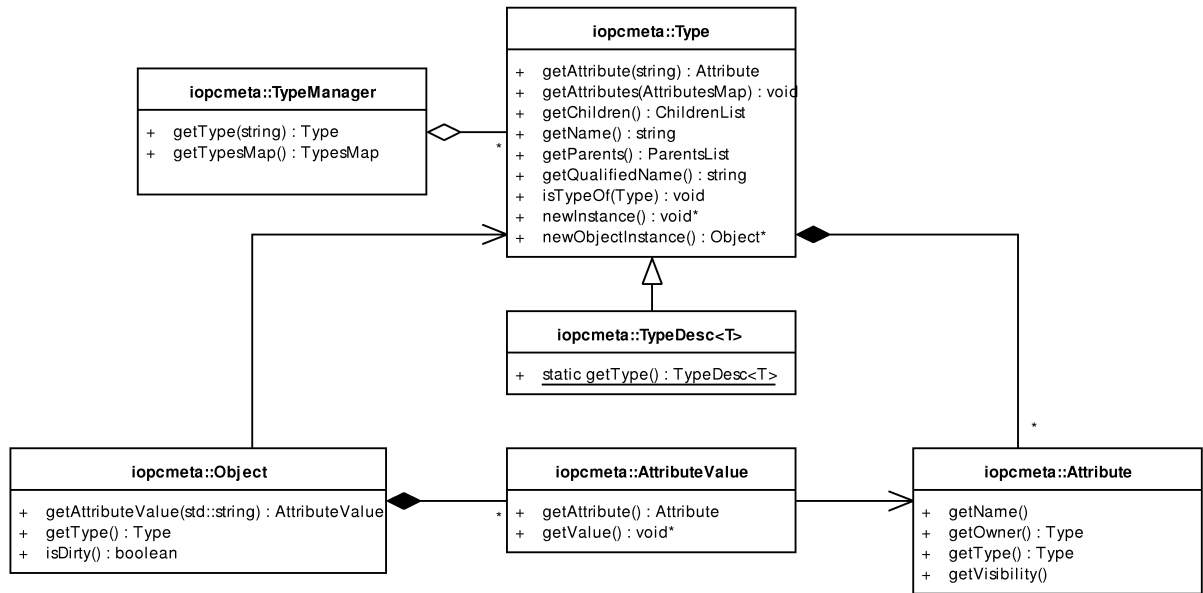 iopcmeta::Type
+ getAttribute(string) : Attribute
+ getAttributes(AttributesMap) : void
+ getChildren() : ChildrenList
+ getName() : string
+ getParents() : ParentsList
+ getQualifiedName() : string
+ isTypeOf(Type) : void
+ newInstance() : void*
+ newObjectInstance() : Object*
iopcmeta::TypeManager
+ getType(string) : Type
+ getTypesMap() : TypesMap
*
iopcmeta::TypeDesc<T>
+ static getType() : TypeDesc<T>
*
iopcmeta::Object
+ getAttributeValue(std::string) : AttributeValue
+ getType() : Type
+ isDirty() : boolean
*
iopcmeta::AttributeValue
+ getAttribute() : Attribute
+ getValue() : void*
iopcmeta::Attribute
+ getName()
+ getOwner() : Type
+ getType() : Type
+ getVisibility()